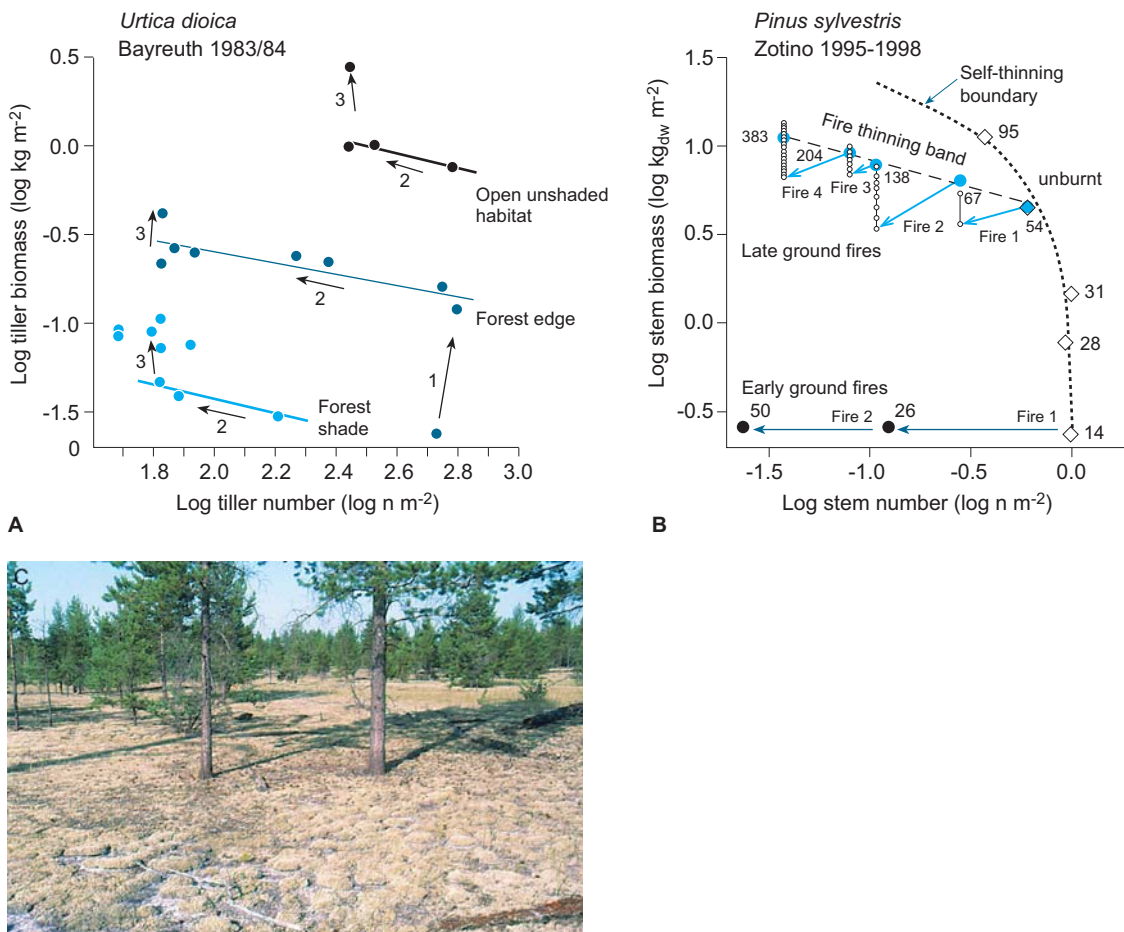 Urtica dioica
Bayreuth 1983/84
Log tiller biomass (log kg m-2)
0.5
0.0
-0.5
-1.0
-1.5
0
3
2
Open unshaded
habitat
3
2
Forest edge
3
2
1
Forest
shade
1.8
2.0
2.2
2.4
2.6
2.8
3.0
Log tiller number (log n m-2)
A
Pinus sylvestris
Zotino 1995-1998
Log stem biomass (log kgdw m-2)
1.5
1.0
0.5
0.0
-0.5
Self-thinning
boundary
95
Fire thinning band
383
204
138
67
54
unburnt
Fire 4
Fire 3
Fire 2
Fire 1
Late ground fires
31
28
Early ground fires
50
Fire 2
26
Fire 1
14
-1.5
-1.0
-0.5
0.0
Log stem number (log n m-2)
B
C